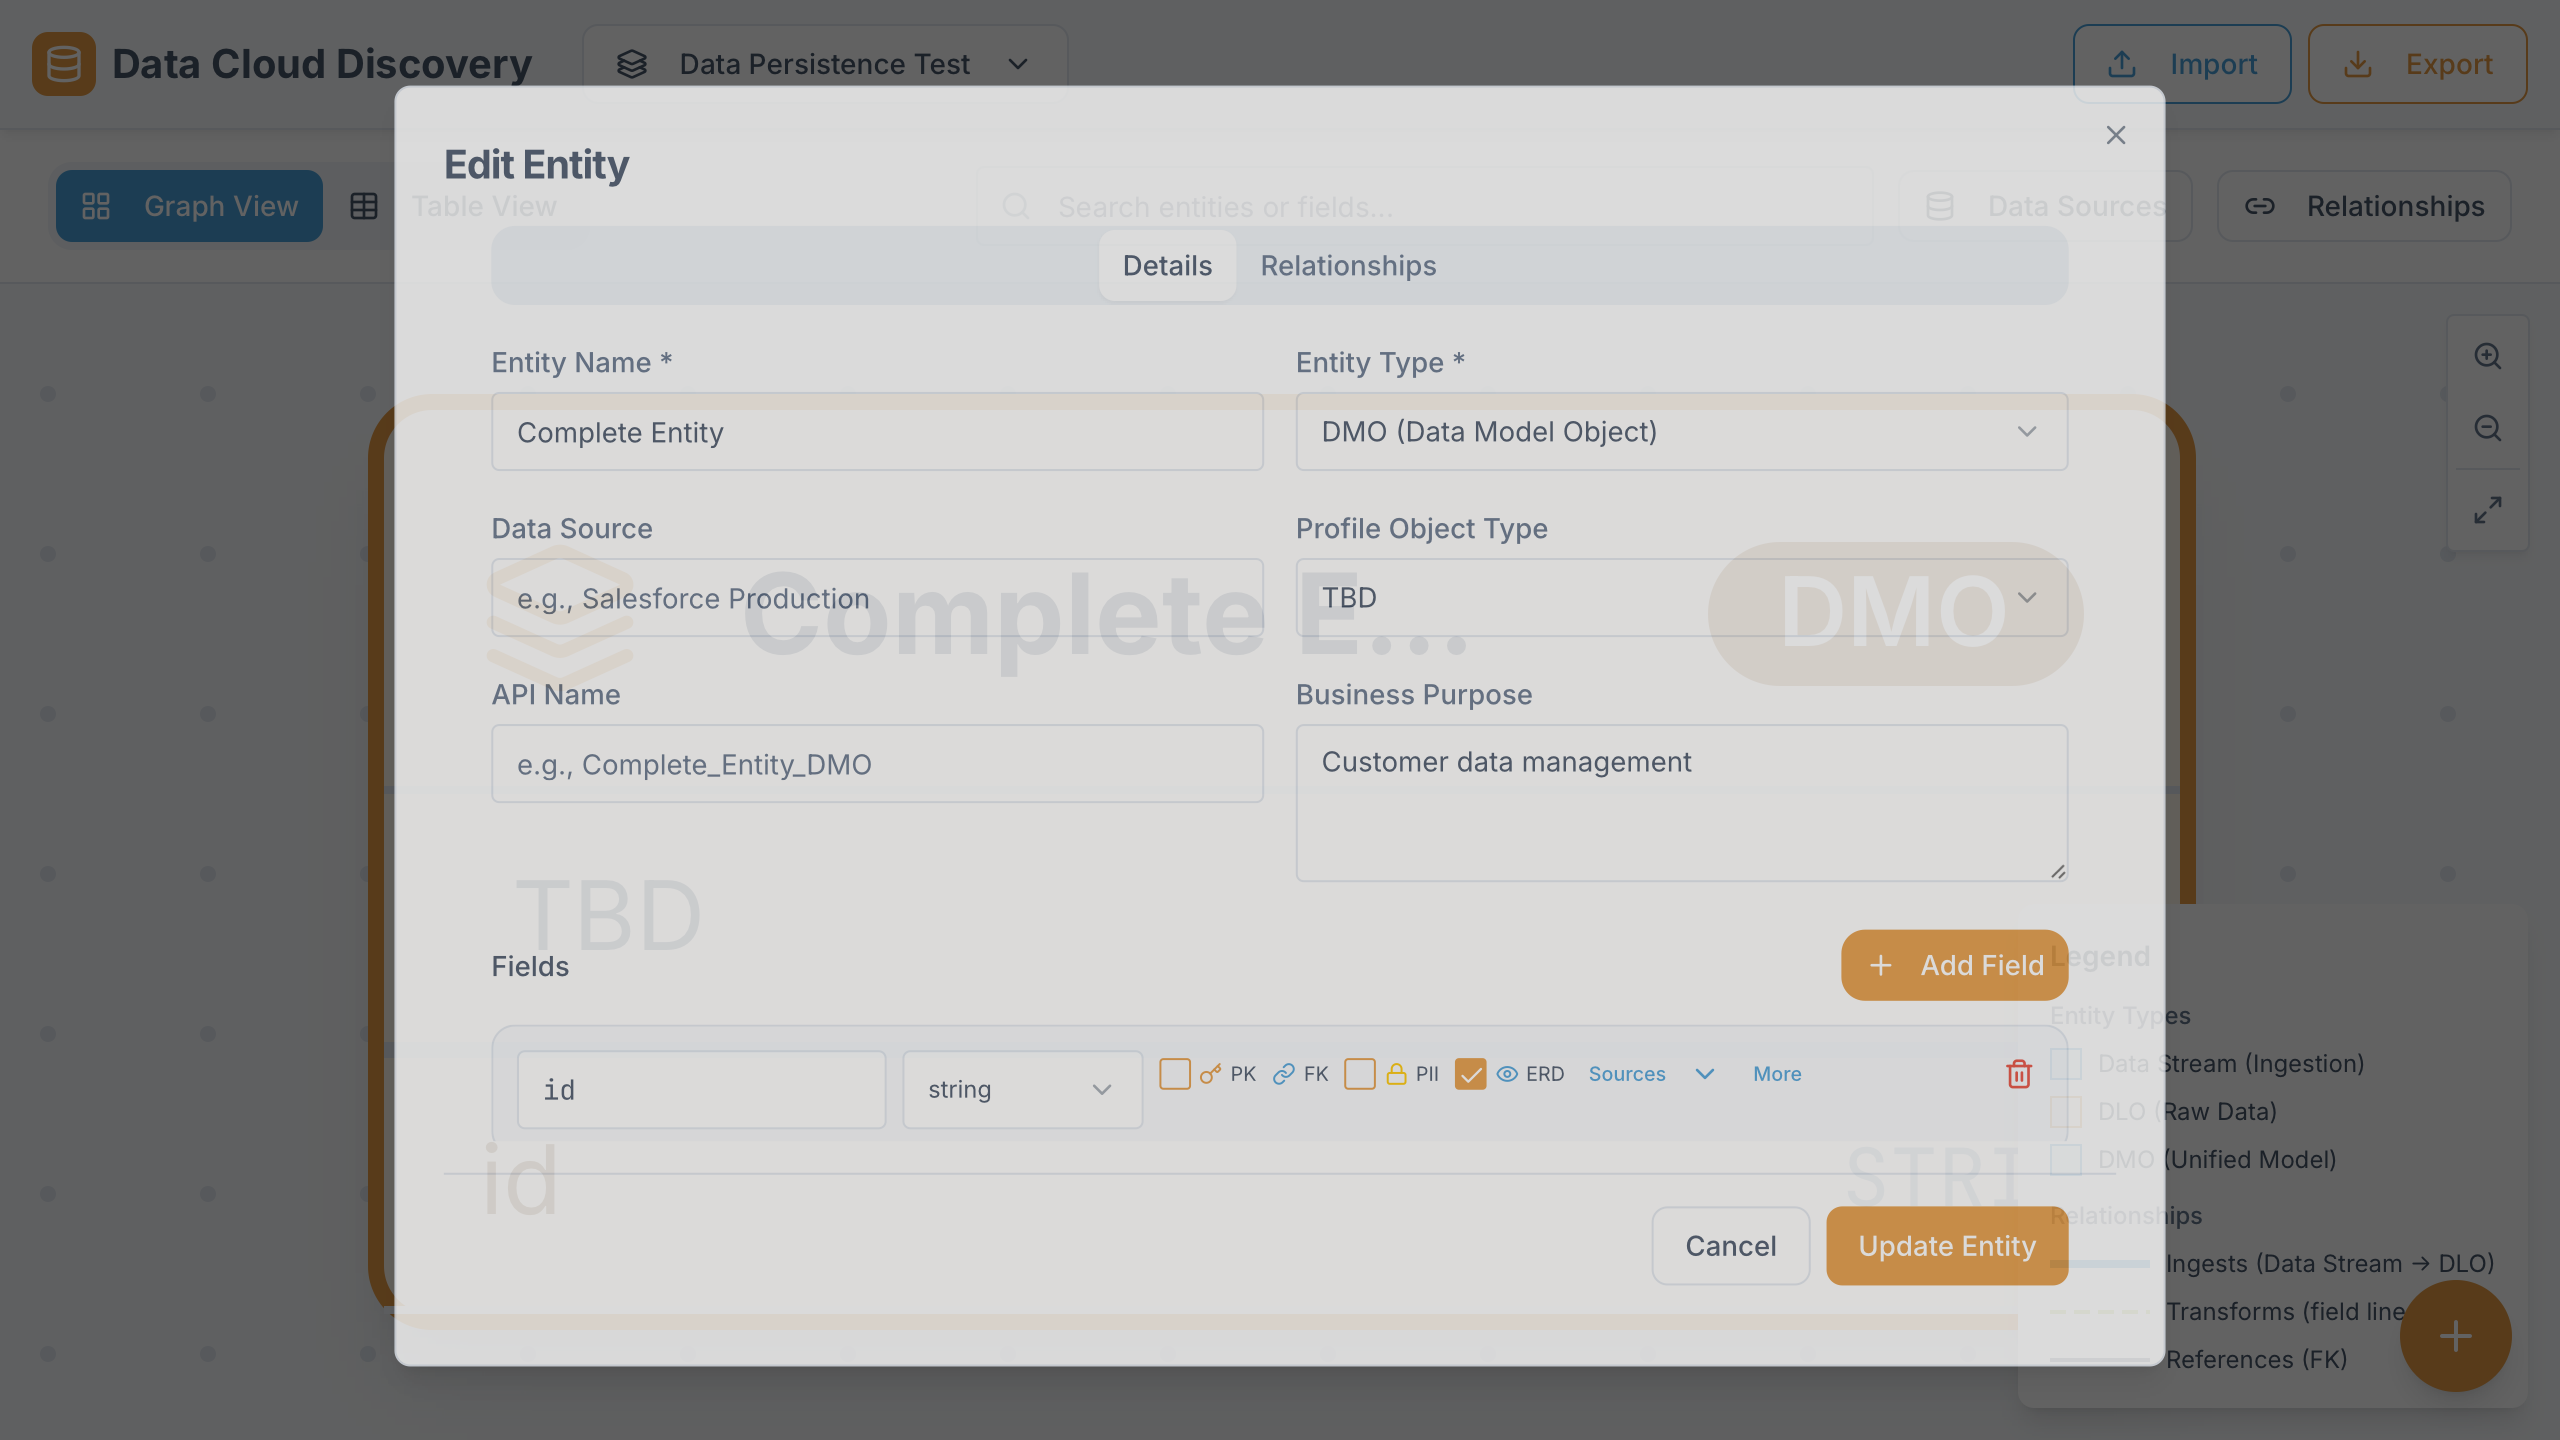 Data Cloud Discovery
Data Persistence Test
Import
Export
Edit Entity
Graph View
Table View
Search entities or fields...
Data Sources
Relationships
Details
Relationships
Entity Name *
Entity Type *
Complete Entity
DMO (Data Model Object)
Data Source
Profile Object Type
e.g., Salesforce Production
TBD
Complete E...
DMO
API Name
Business Purpose
e.g., Complete_Entity_DMO
Customer data management
TBD
Fields
Add Field
Legend
Entity Types
id
string
PK
FK
PII
ERD
Sources
More
Data Stream (Ingestion)
DLO (Raw Data)
DMO (Unified Model)
id
STRI
Relationships
Cancel
Update Entity
Ingests (Data Stream → DLO)
Transforms (field line
References (FK)